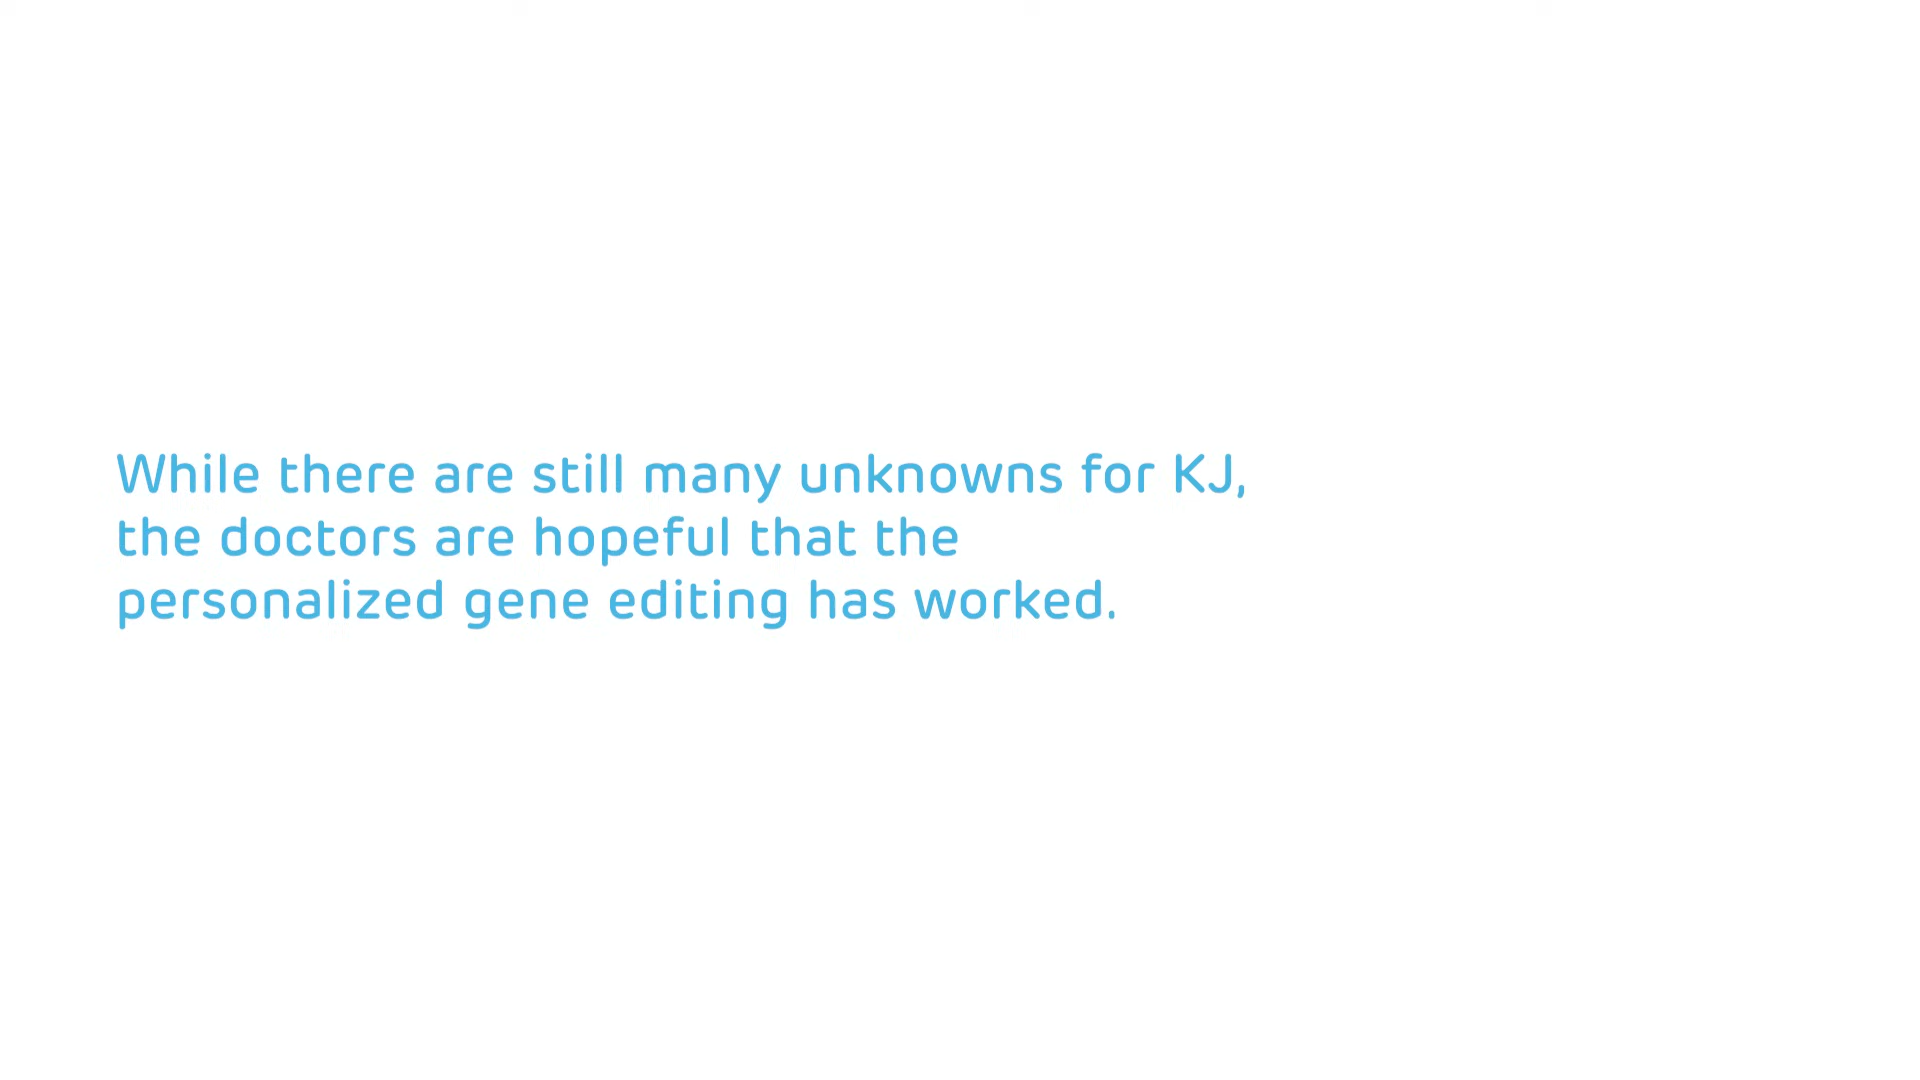 While there are still many unknowns for KJ,
the doctors are hopeful that the
personalized gene editing has worked.